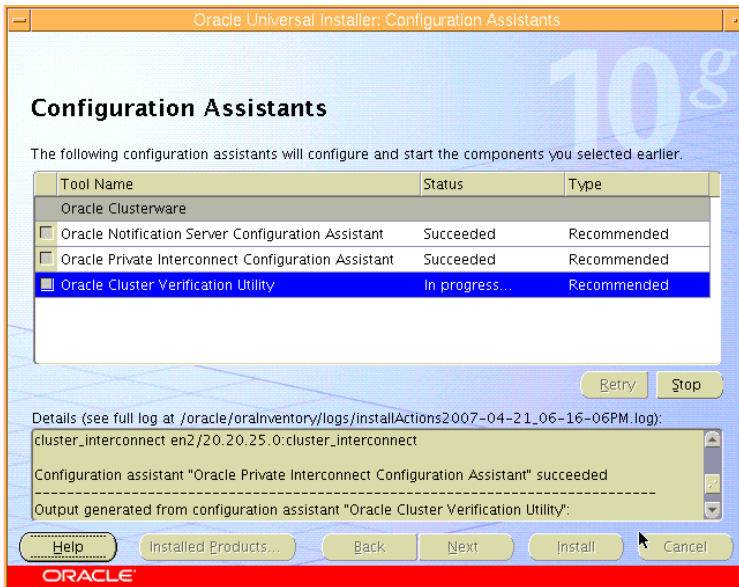 Oracle Universal Installer: Configuration Assistants
10g
Configuration Assistants
The following configuration assistants will configure and start the components you selected earlier.
Tool Name Status Type
Oracle Clusterware
Oracle Notification Server Configuration Assistant Succeeded Recommended
Oracle Private Interconnect Configuration Assistant Succeeded Recommended
Oracle Cluster Verification Utility In progress... Recommended
Retry Stop
Details (see full log at /oracle/oraInventory/logs/installActions2007-04-21_06-16-06PM.log):
cluster_interconnect en2/20.20.25.0:cluster_interconnect
Configuration assistant "Oracle Private Interconnect Configuration Assistant" succeeded
-----------------------------------------------------------------------------
Output generated from configuration assistant "Oracle Cluster Verification Utility":
Help Installed Products... Back Next Install Cancel
ORACLE